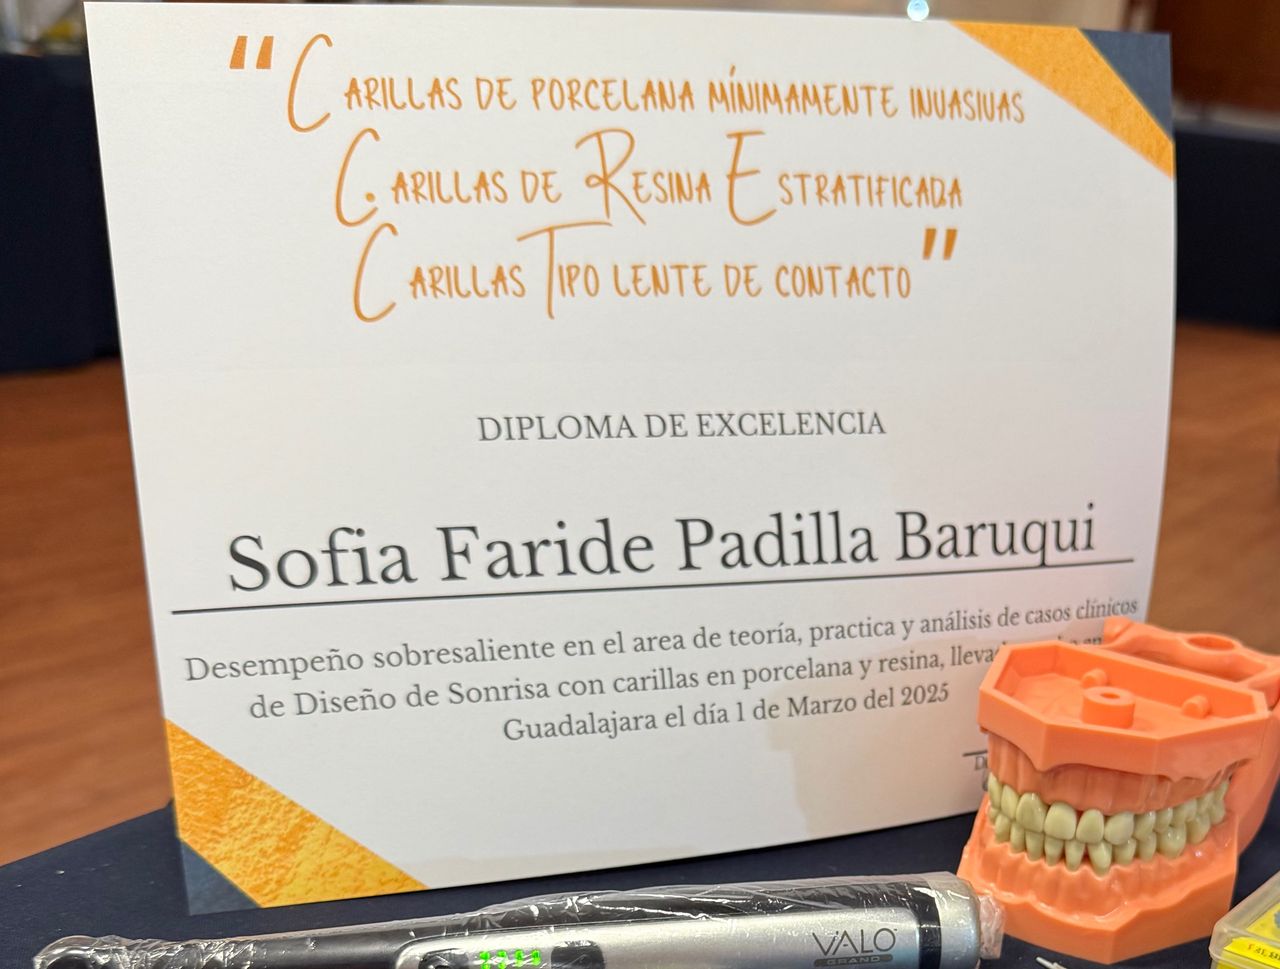 "CARILLAS DE PORCELANA MÍNIMAMENTE INVASIVAS
CARILLAS DE RESINA ESTRATIFICADA
CARILLAS TIPO LENTE DE CONTACTO"
DIPLOMA DE EXCELENCIA
Sofia Faride Padilla Baruqui
Desempeño sobresaliente en el area de teoría, practica y análisis de casos clínicos
de Diseño de Sonrisa con carillas en porcelana y resina, en
Guadalajara el día 1 de Marzo del 2025
VALO
GRAND